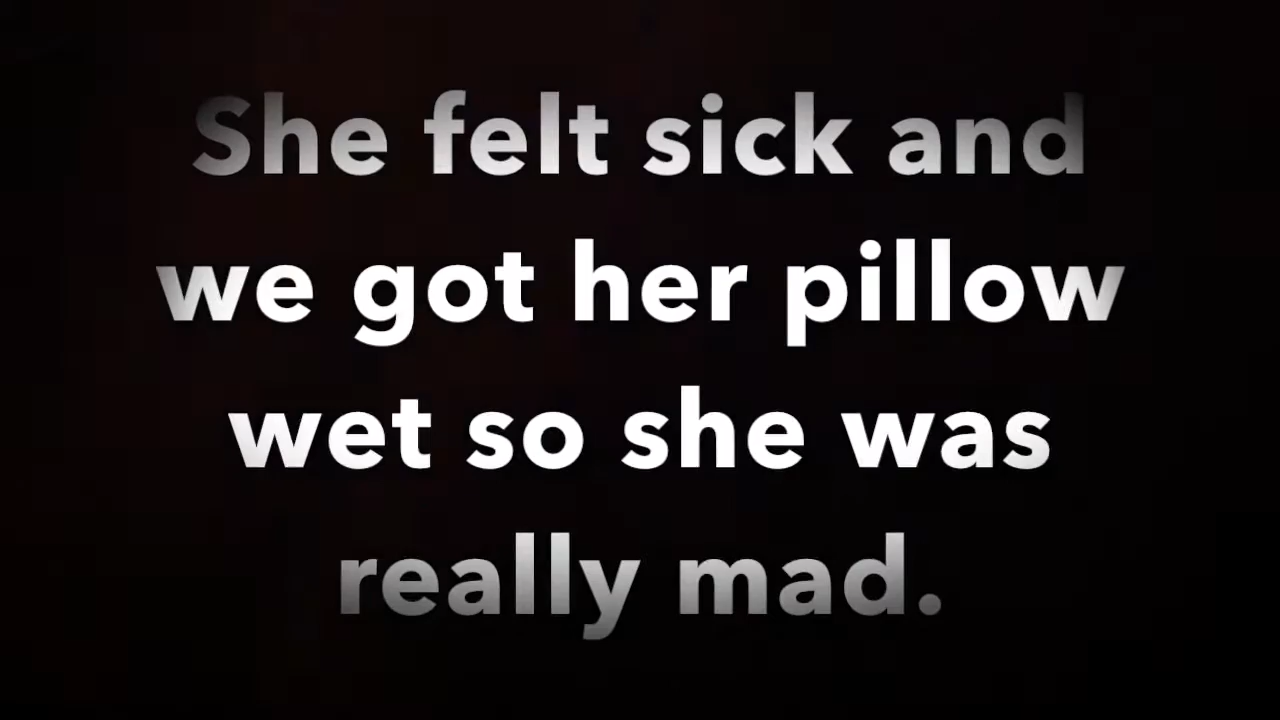 She felt sick and
we got her pillow
wet so she was
really mad.